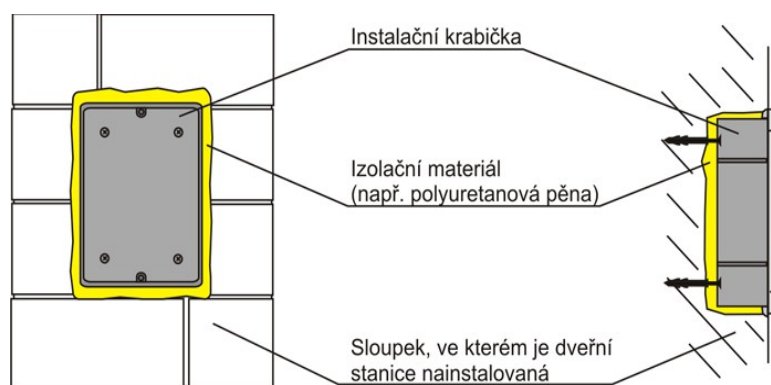 Instalační krabička
Izolační materiál
(např. polyuretanová pěna)
Sloupek, ve kterém je dveřní
stanice nainstalovaná